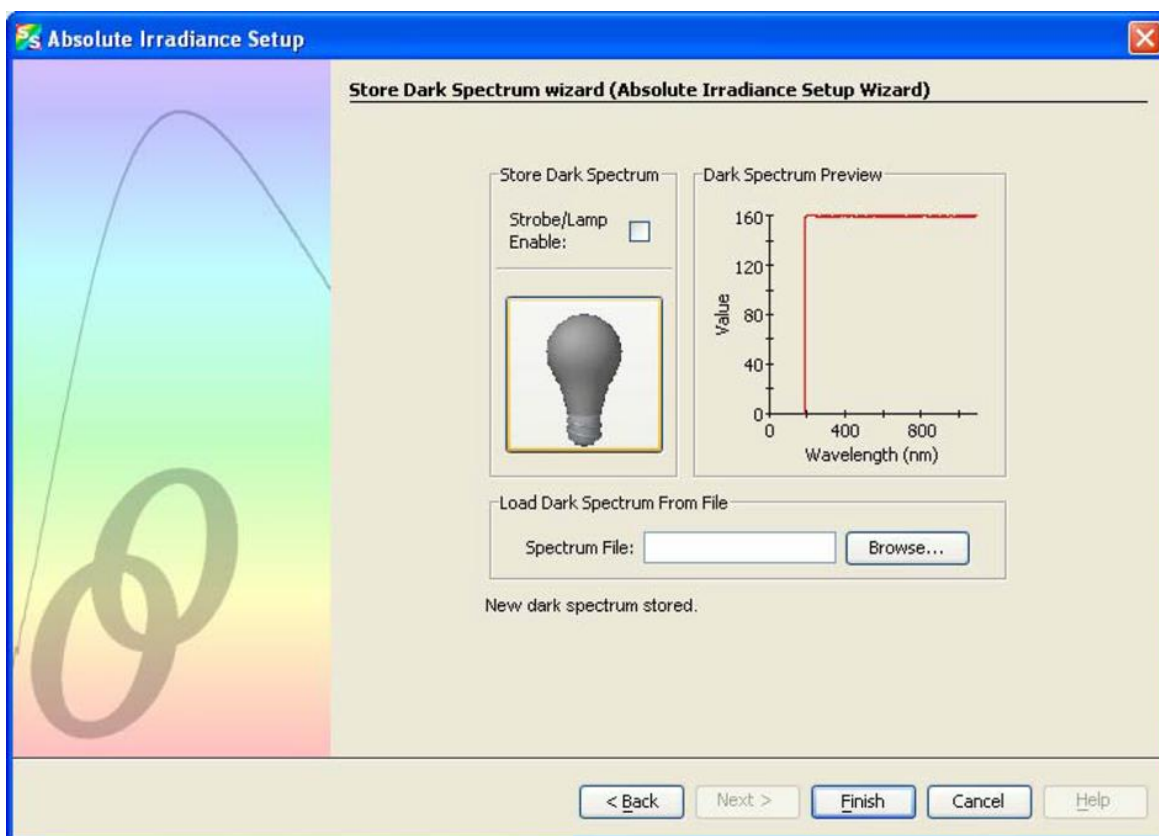 Absolute Irradiance Setup
Store Dark Spectrum wizard (Absolute Irradiance Setup Wizard)
Store Dark Spectrum
Strobe/Lamp
Enable:
Dark Spectrum Preview
160
120
80
40
0
Value
0 400 800
Wavelength (nm)
Load Dark Spectrum From File
Spectrum File:
Browse...
New dark spectrum stored.
< Back
Next >
Finish
Cancel
Help